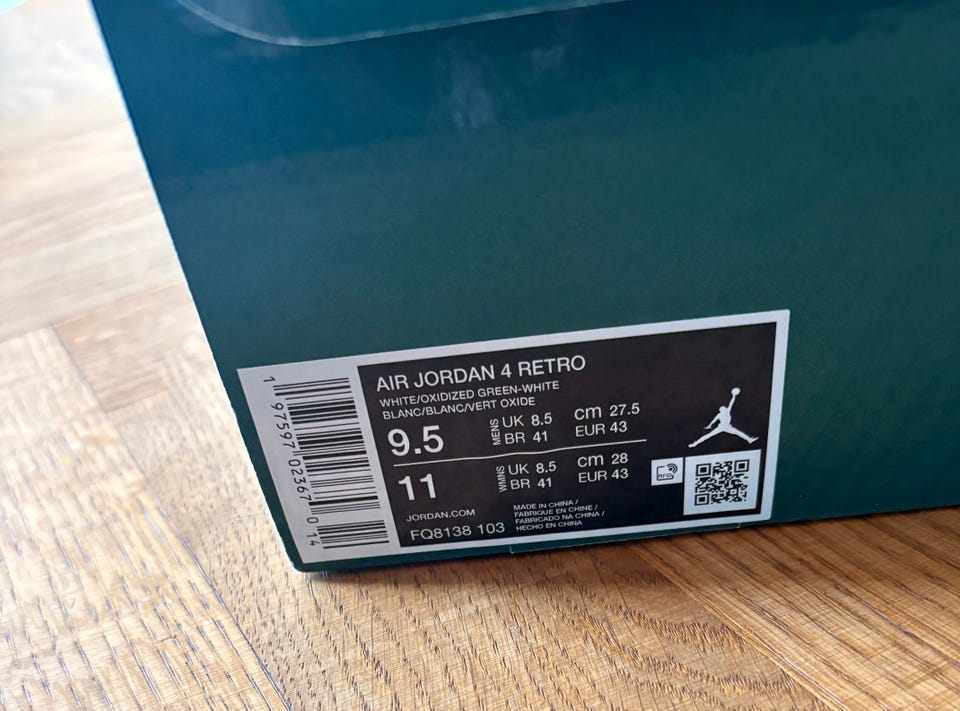 AIR JORDAN 4 RETRO
WHITE/OXIDIZED GREEN-WHITE
BLANC/BLANC/VERT OXIDE
9.5 MENS UK 8.5 cm 27.5
BR 41 EUR 43
11 WMNS UK 8.5 cm 28
BR 41 EUR 43
JORDAN.COM
FQ8138 103
MADE IN CHINA /
FABRIQUE EN CHINE /
FABRICADO NA CHINA /
HECHO EN CHINA
RFID
1 97597 02367 0 14